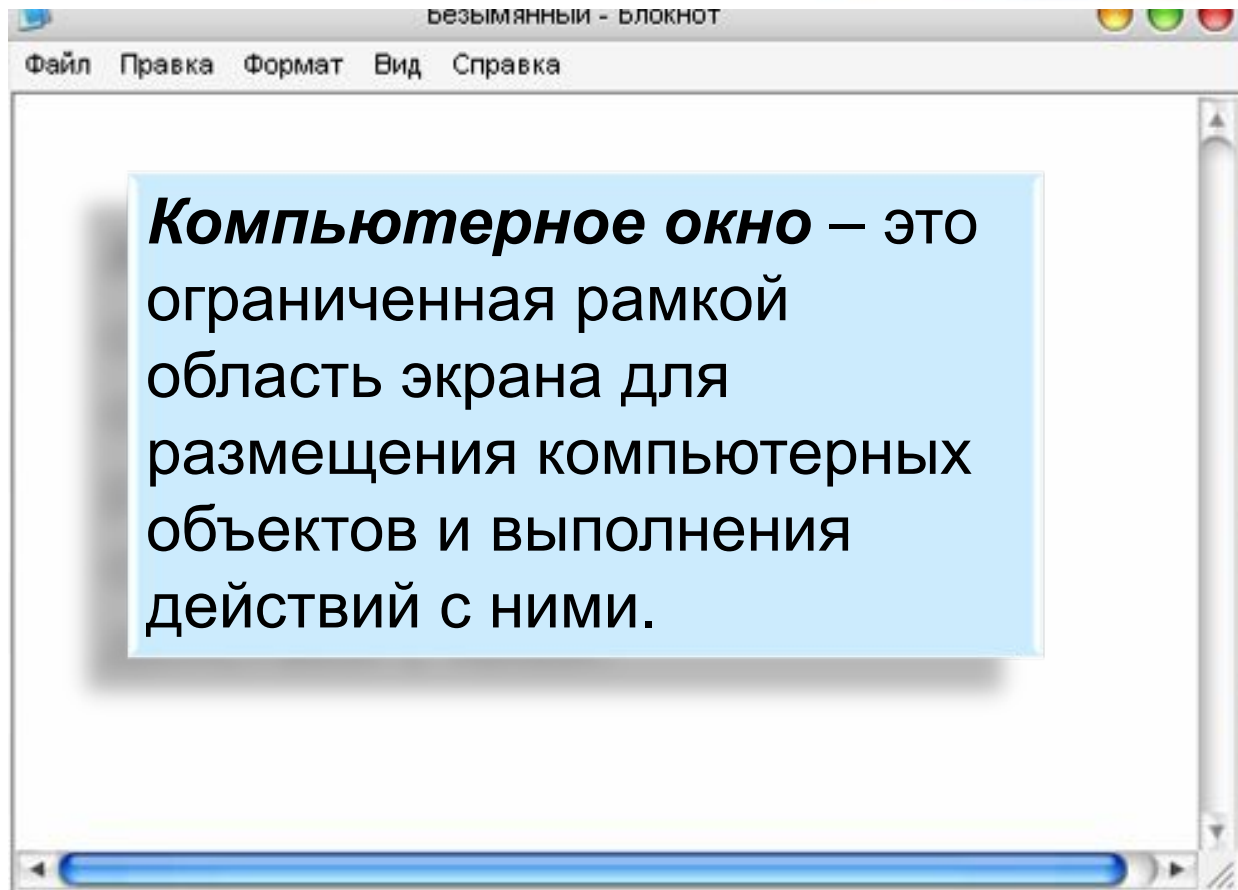 Безымянный - Блокнот
Файл Правка Формат Вид Справка
Компьютерное окно – это
ограниченная рамкой
область экрана для
размещения компьютерных
объектов и выполнения
действий с ними.